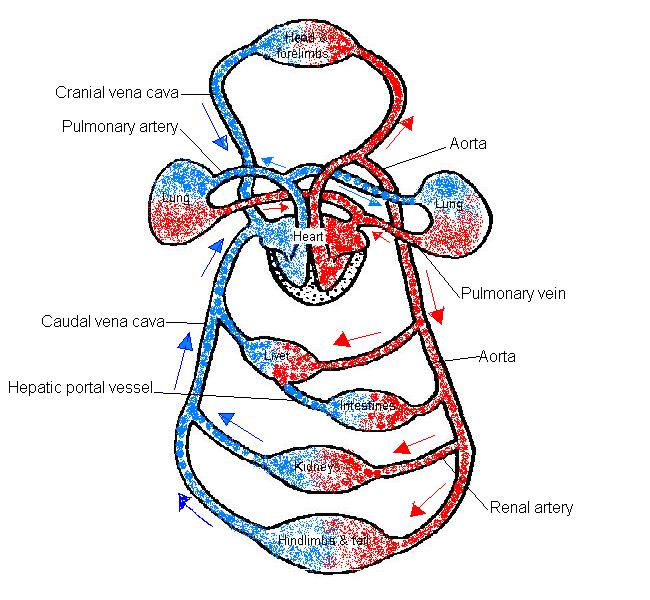 Head &
forelimbs
Cranial vena cava
Pulmonary artery
Aorta
Lung
Lung
Heart
Pulmonary vein
Caudal vena cava
Liver
Aorta
Hepatic portal vessel
Intestines
Kidneys
Renal artery
Hindlimbs & tail